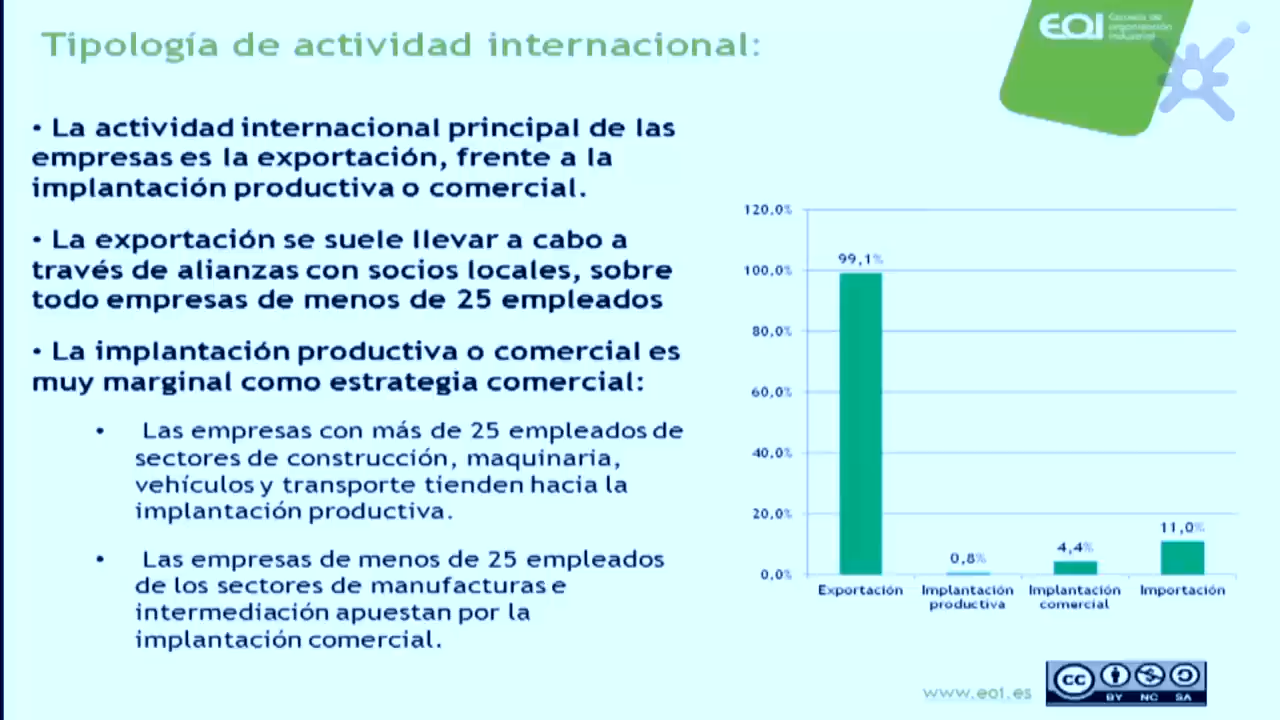 Tipología de actividad internacional:
EOI
Escuela de
organización
industrial
• La actividad internacional principal de las
empresas es la exportación, frente a la
implantación productiva o comercial.
• La exportación se suele llevar a cabo a
través de alianzas con socios locales, sobre
todo empresas de menos de 25 empleados
• La implantación productiva o comercial es
muy marginal como estrategia comercial:
• Las empresas con más de 25 empleados de
sectores de construcción, maquinaria,
vehículos y transporte tienden hacia la
implantación productiva.
• Las empresas de menos de 25 empleados
de los sectores de manufacturas e
intermediación apuestan por la
implantación comercial.
120,0%
100,0%
80,0%
60,0%
40,0%
20,0%
0,0%
99,1%
0,8%
4,4%
11,0%
Exportación
Implantación
productiva
Implantación
comercial
Importación
www.eoi.es
cc
BY NC SA